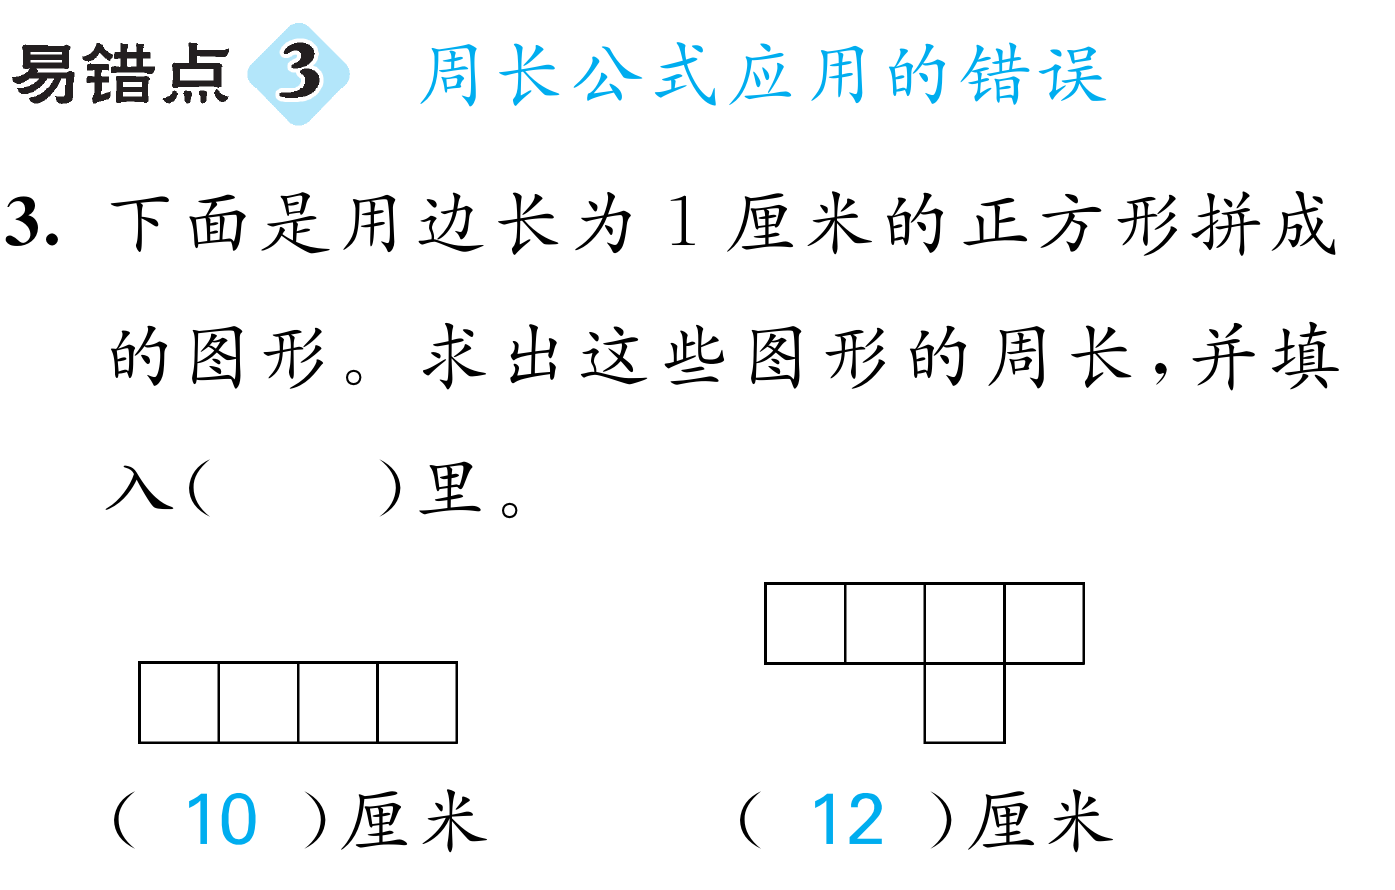 易错点 3 周长公式应用的错误
3. 下面是用边长为 1 厘米的正方形拼成
的图形。求出这些图形的周长,并填
入(    )里。
( 10 )厘米 ( 12 )厘米